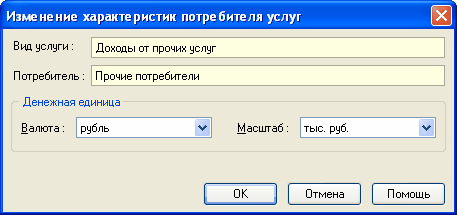 Изменение характеристик потребителя услуг
Вид услуги : Доходы от прочих услуг
Потребитель : Прочие потребители
Денежная единица
Валюта : рубль Масштаб : тыс. руб.
OK Отмена Помощь